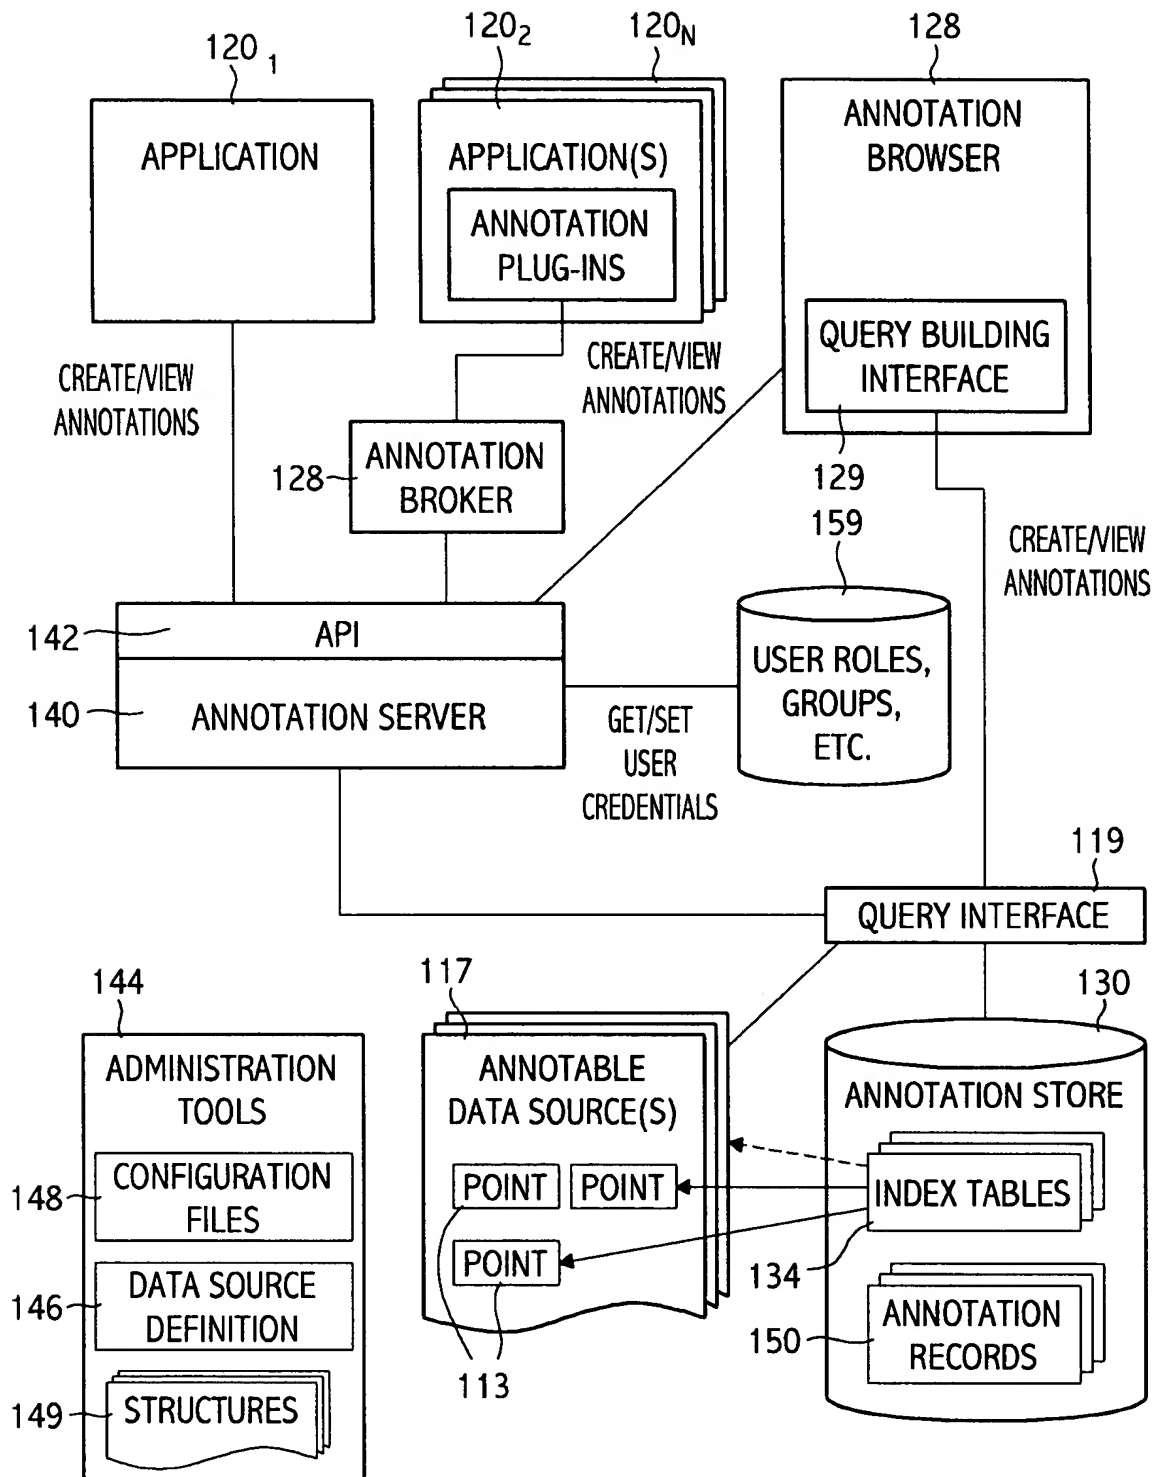 120 1
120 2
120 N
128
APPLICATION
APPLICATION(S)
ANNOTATION
PLUG-INS
ANNOTATION
BROWSER
QUERY BUILDING
INTERFACE
129
CREATE/VIEW
ANNOTATIONS
CREATE/VIEW
ANNOTATIONS
128
ANNOTATION
BROKER
159
CREATE/VIEW
ANNOTATIONS
142
API
140
ANNOTATION SERVER
GET/SET
USER
CREDENTIALS
USER ROLES,
GROUPS,
ETC.
119
QUERY INTERFACE
144
ADMINISTRATION
TOOLS
148
CONFIGURATION
FILES
146
DATA SOURCE
DEFINITION
149
STRUCTURES
117
ANNOTABLE
DATA SOURCE(S)
POINT
POINT
POINT
113
130
ANNOTATION STORE
INDEX TABLES
134
150
ANNOTATION
RECORDS